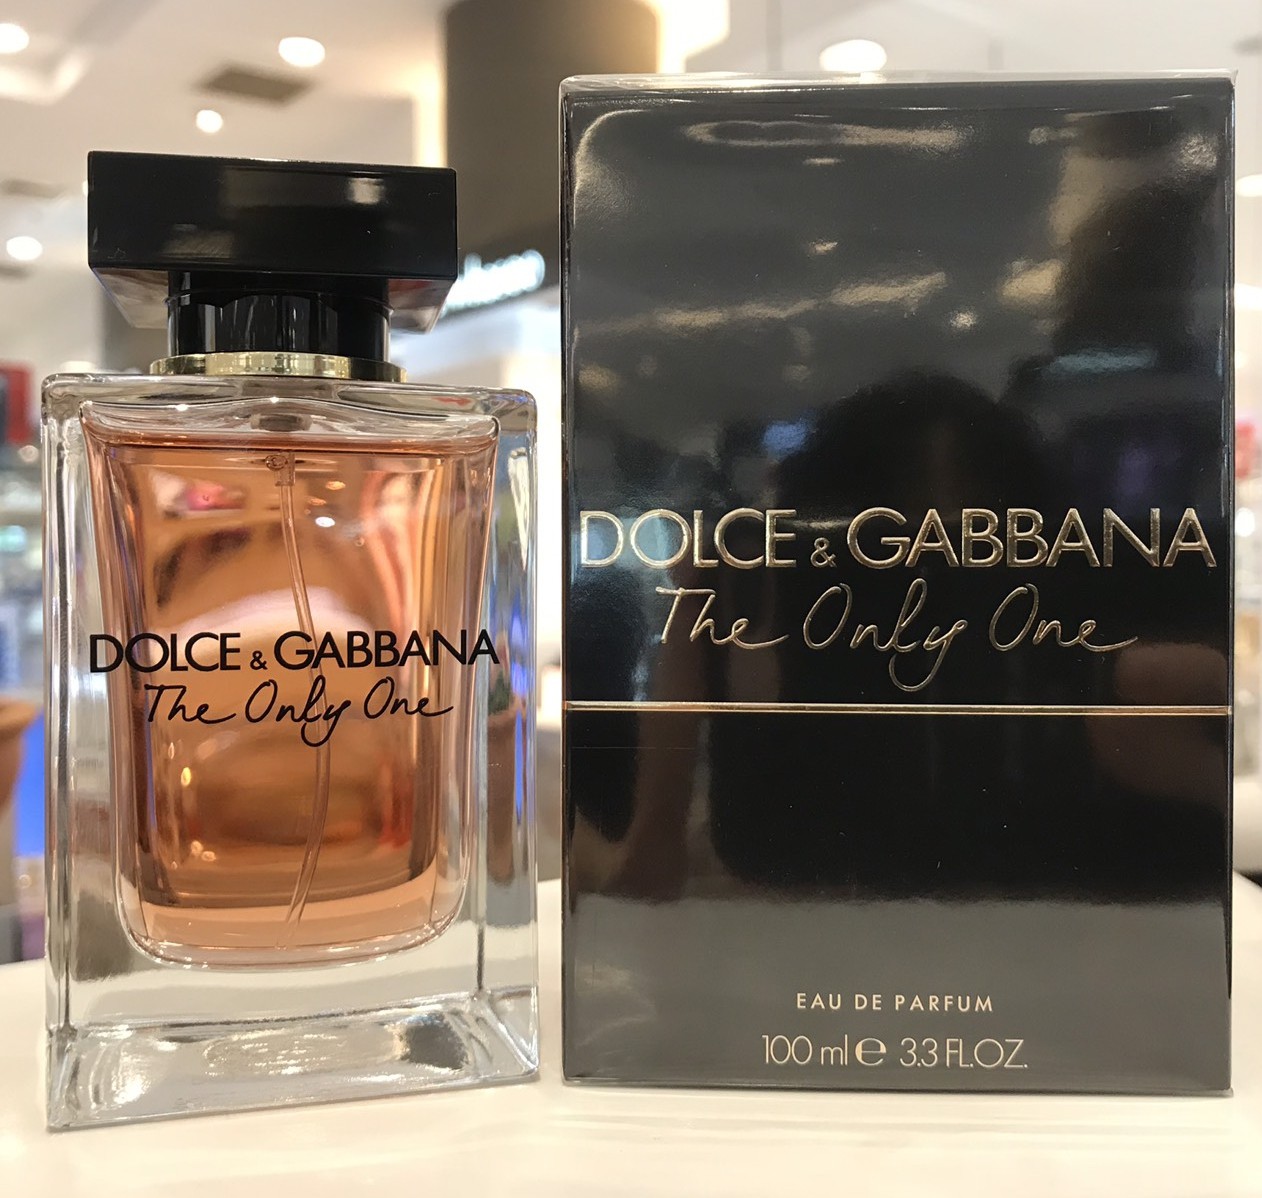 DOLCE & GABBANA
The Only One
DOLCE & GABBANA
The Only One
EAU DE PARFUM
100 ml e 3.3 FL.OZ.